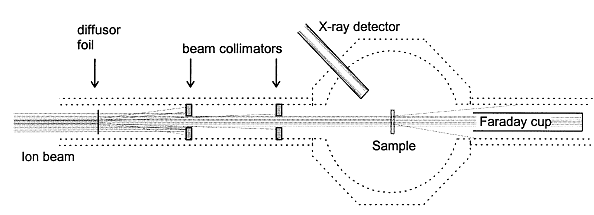 X-ray detector
diffusor
foil
beam collimators
Ion beam
Sample
Faraday cup